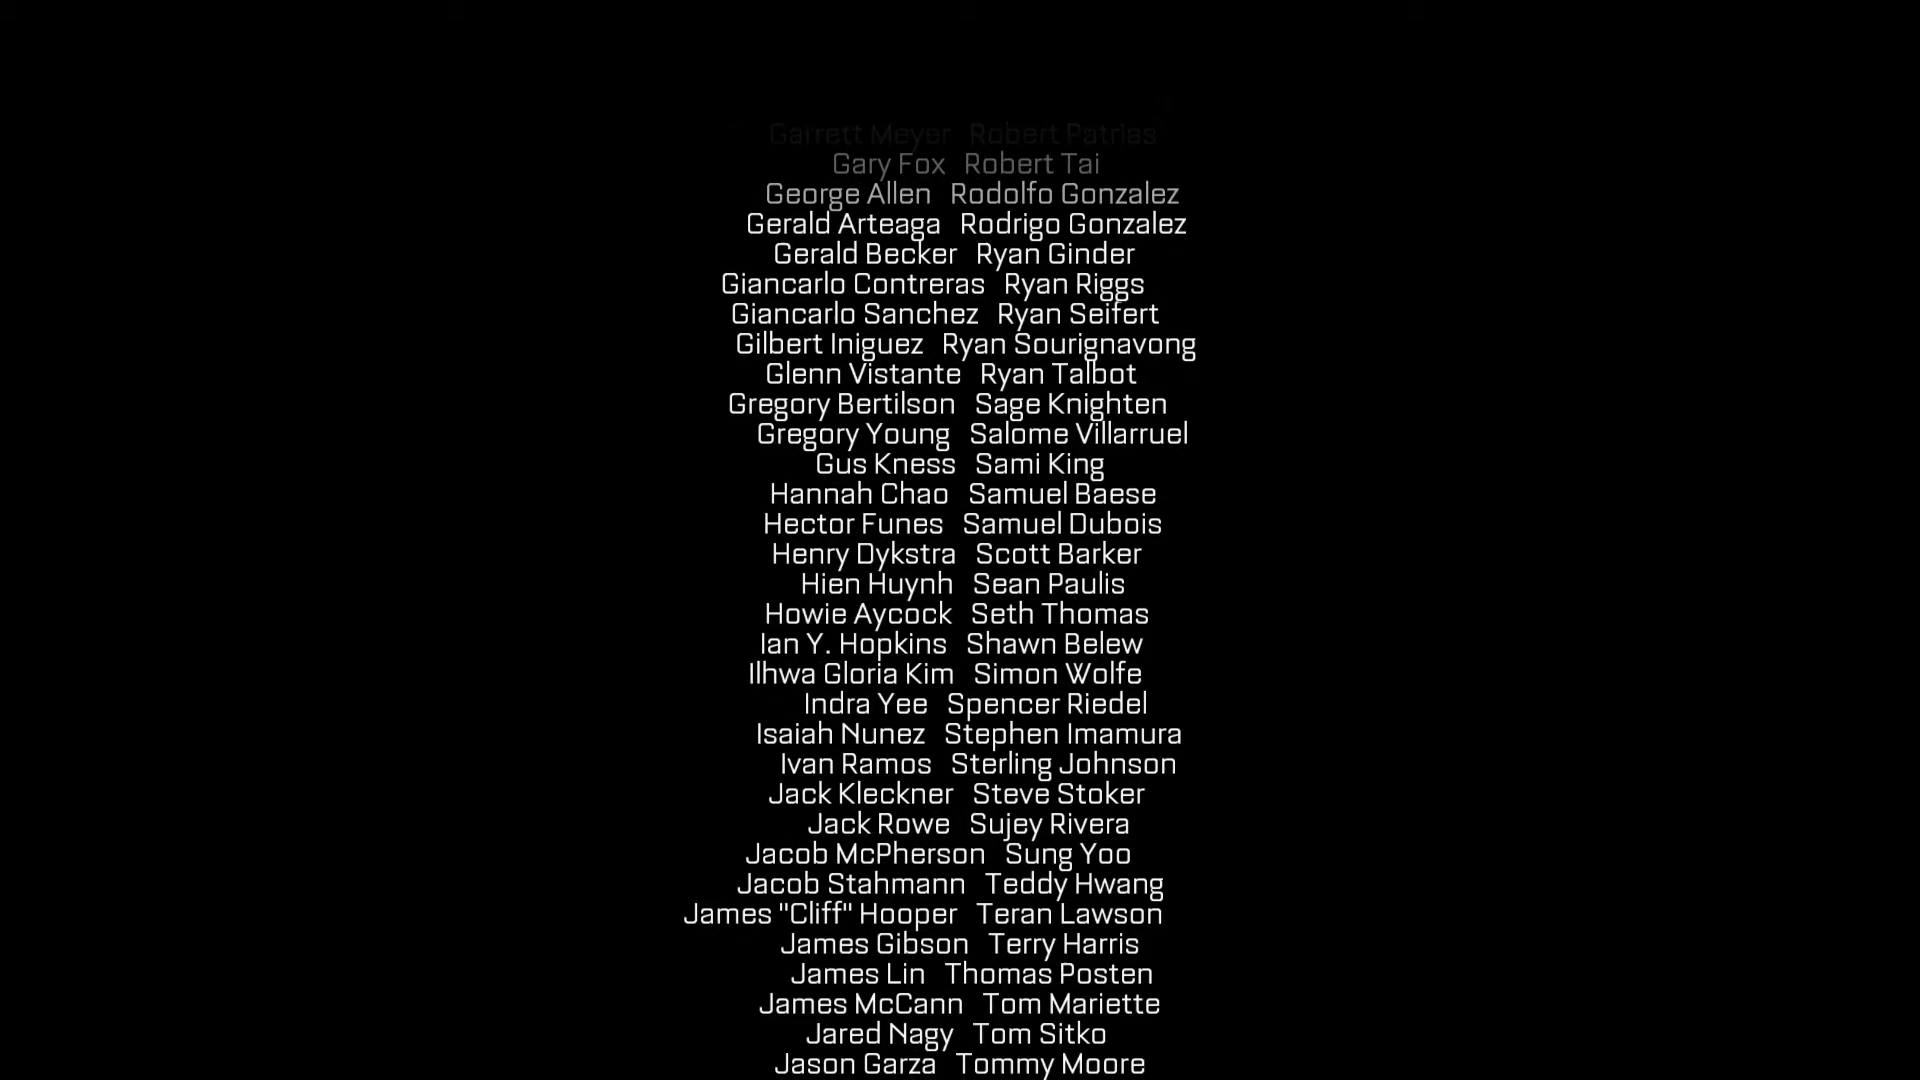 Garrett Meyer Robert Patrias
Gary Fox Robert Tai
George Allen Rodolfo Gonzalez
Gerald Arteaga Rodrigo Gonzalez
Gerald Becker Ryan Ginder
Giancarlo Contreras Ryan Riggs
Giancarlo Sanchez Ryan Seifert
Gilbert Iniguez Ryan Sourignavong
Glenn Vistante Ryan Talbot
Gregory Bertilson Sage Knighten
Gregory Young Salome Villarruel
Gus Kness Sami King
Hannah Chao Samuel Baese
Hector Funes Samuel Dubois
Henry Dykstra Scott Barker
Hien Huynh Sean Paulis
Howie Aycock Seth Thomas
Ian Y. Hopkins Shawn Belew
Ilhwa Gloria Kim Simon Wolfe
Indra Yee Spencer Riedel
Isaiah Nunez Stephen Imamura
Ivan Ramos Sterling Johnson
Jack Kleckner Steve Stoker
Jack Rowe Sujey Rivera
Jacob McPherson Sung Yoo
Jacob Stahmann Teddy Hwang
James "Cliff" Hooper Teran Lawson
James Gibson Terry Harris
James Lin Thomas Posten
James McCann Tom Mariette
Jared Nagy Tom Sitko
Jason Garza Tommy Moore